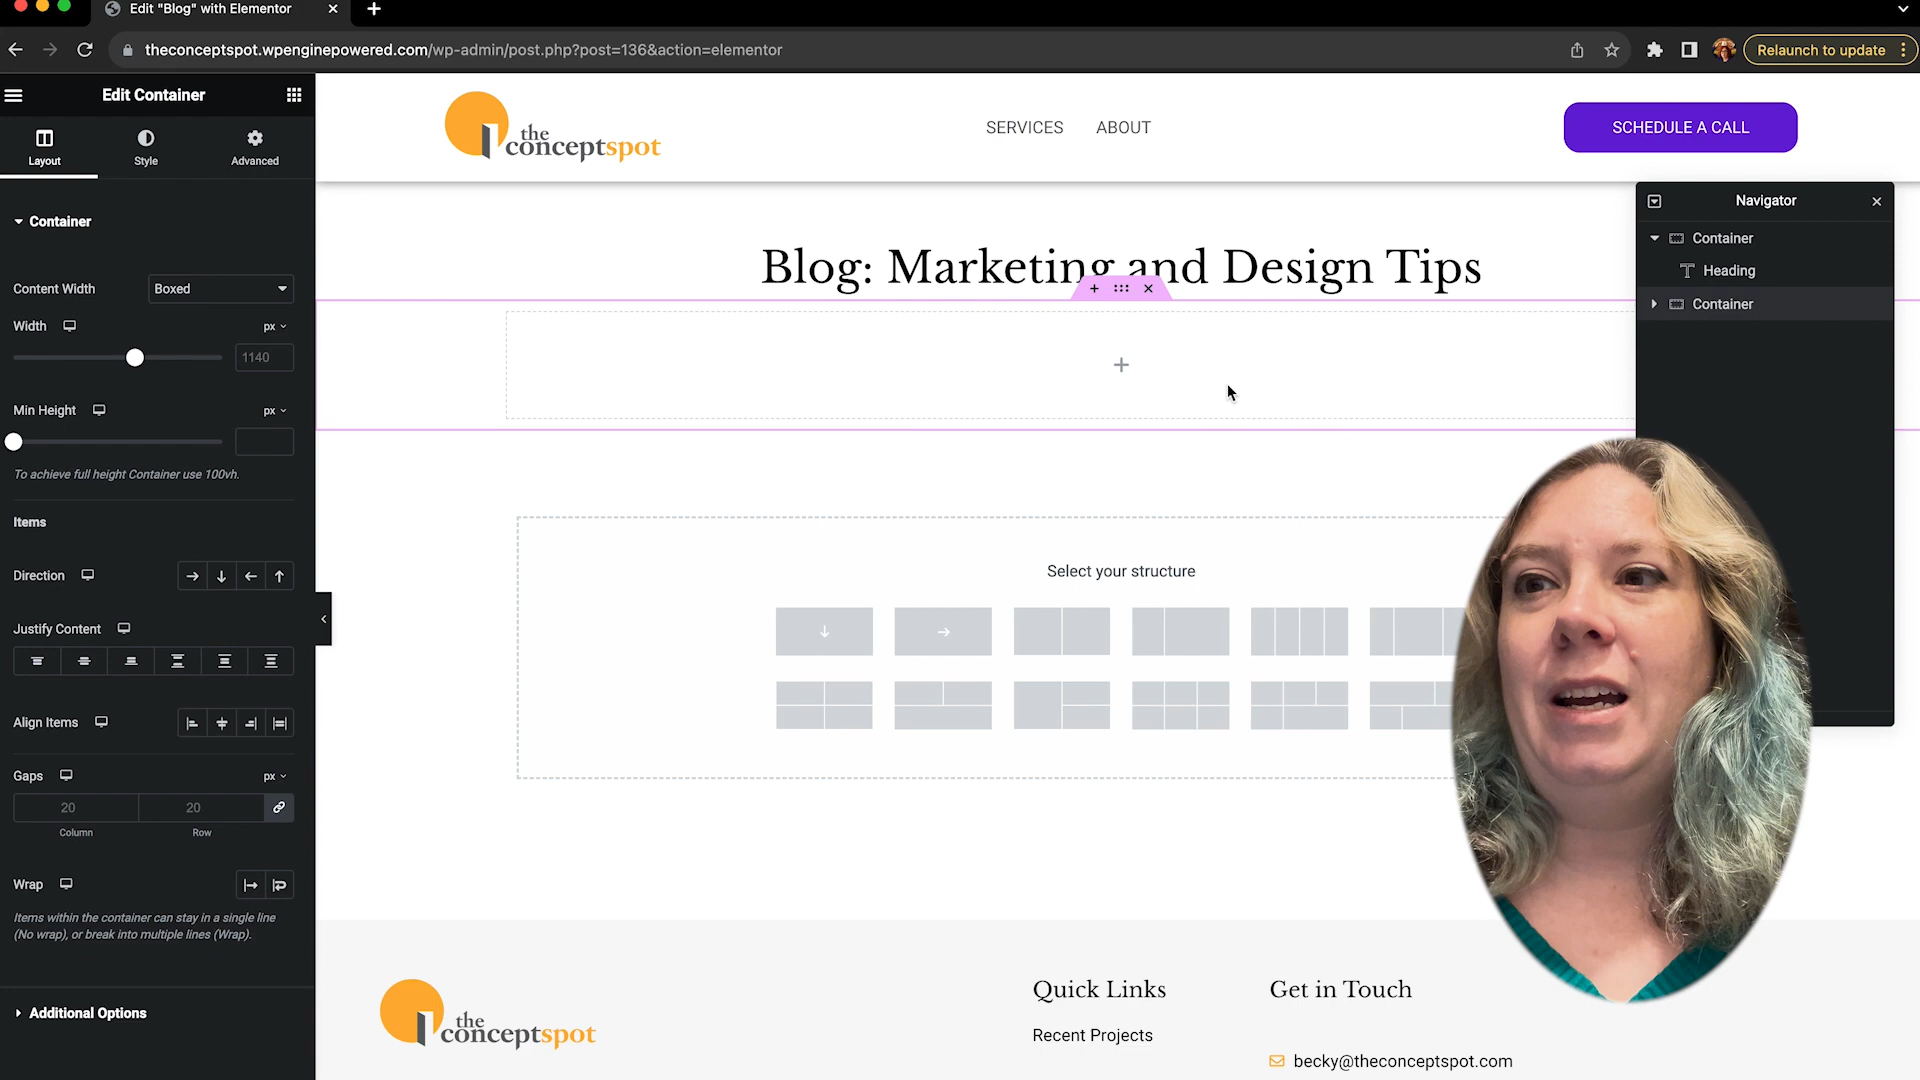 Edit "Blog" with Elementor
theconceptspot.wpenginepowered.com/wp-admin/post.php?post=136&action=elementor
Relaunch to update
Edit Container
Layout
Style
Advanced
Container
Content Width
Boxed
Width
px
1140
Min Height
px
To achieve full height Container use 100vh.
Items
Direction
Justify Content
Align Items
Gaps
px
20
20
Column
Row
Wrap
Items within the container can stay in a single line
(No wrap), or break into multiple lines (Wrap).
Additional Options
the
conceptspot
SERVICES
ABOUT
SCHEDULE A CALL
Blog: Marketing and Design Tips
Select your structure
Navigator
Container
Heading
Container
the
conceptspot
Quick Links
Recent Projects
Get in Touch
becky@theconceptspot.com